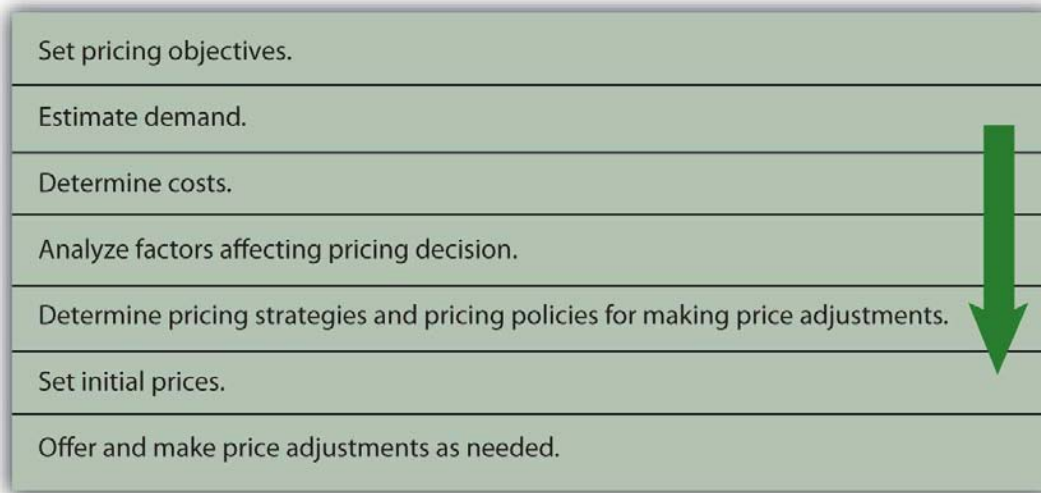 Set pricing objectives.
Estimate demand.
Determine costs.
Analyze factors affecting pricing decision.
Determine pricing strategies and pricing policies for making price adjustments.
Set initial prices.
Offer and make price adjustments as needed.